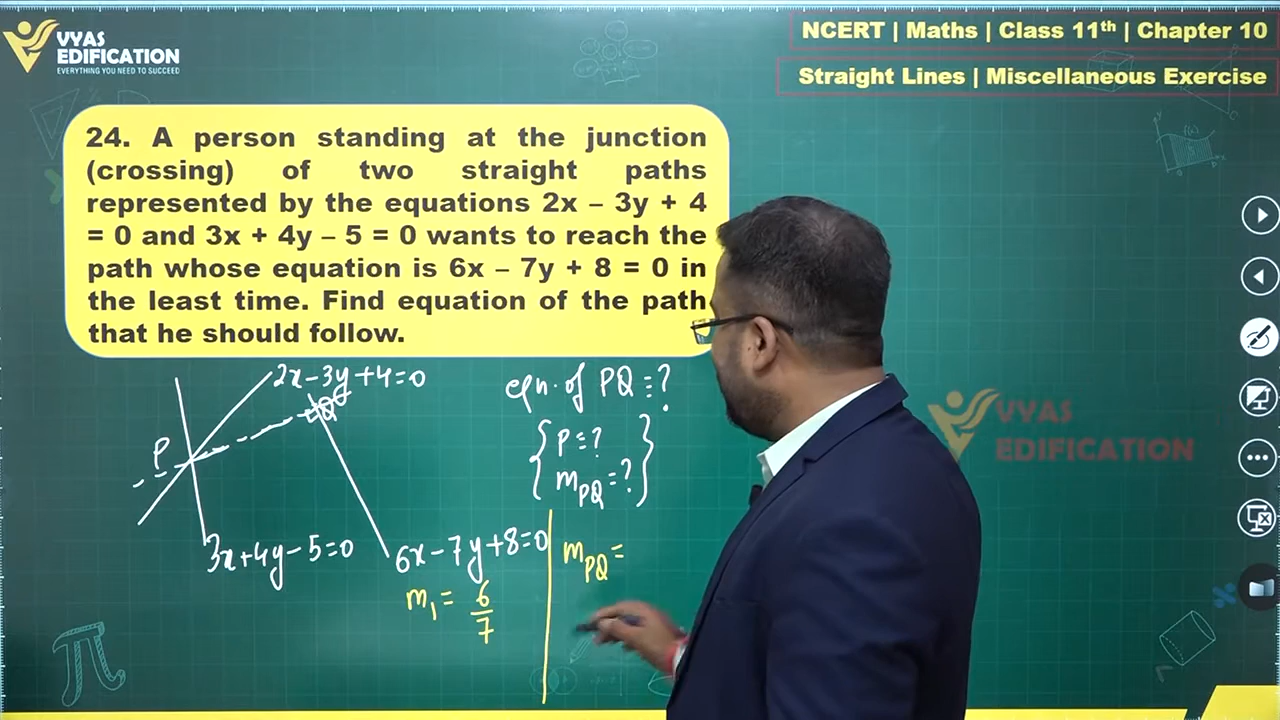 VYAS
EDIFICATION
EVERYTHING YOU NEED TO SUCCEED
NCERT | Maths | Class 11th | Chapter 10
Straight Lines | Miscellaneous Exercise
24. A person standing at the junction
(crossing) of two straight paths
represented by the equations 2x – 3y + 4
= 0 and 3x + 4y – 5 = 0 wants to reach the
path whose equation is 6x – 7y + 8 = 0 in
the least time. Find equation of the path
that he should follow.
2x-3y+4=0
Q
P
3x+4y-5=0
6x-7y+8=0
m₁ = 6/7
eqn. of PQ ≡ ?
P ≡ ?
m_PQ = ?
m_PQ =
VYAS
EDIFICATION
π